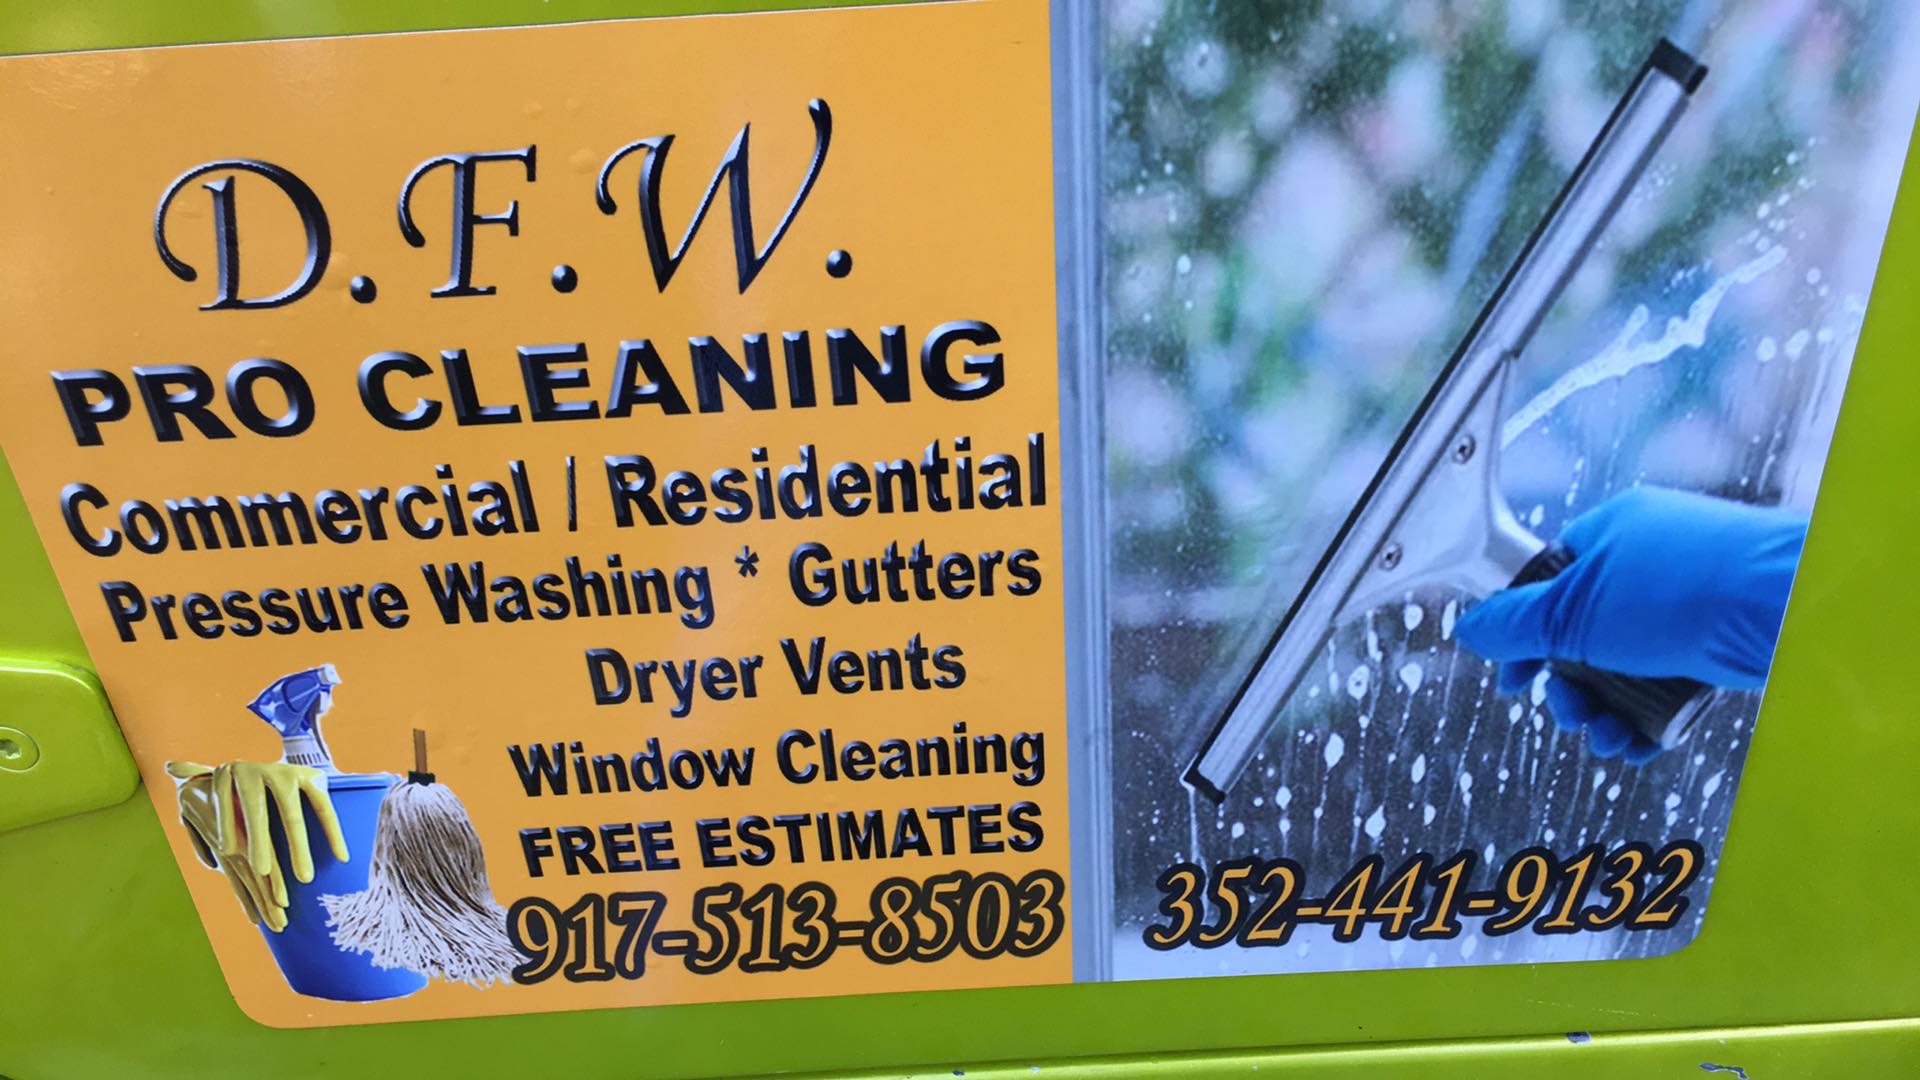 D.F.W.
PRO CLEANING
Commercial / Residential
Pressure Washing * Gutters
Dryer Vents
Window Cleaning
FREE ESTIMATES
917-513-8503
352-441-9132